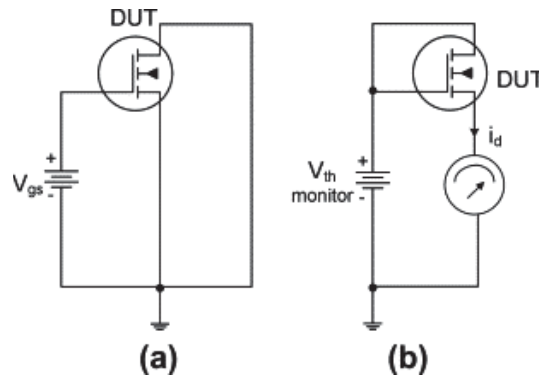 DUT
+
Vgs
-
(a)
DUT
id
+
Vth
monitor
-
(b)